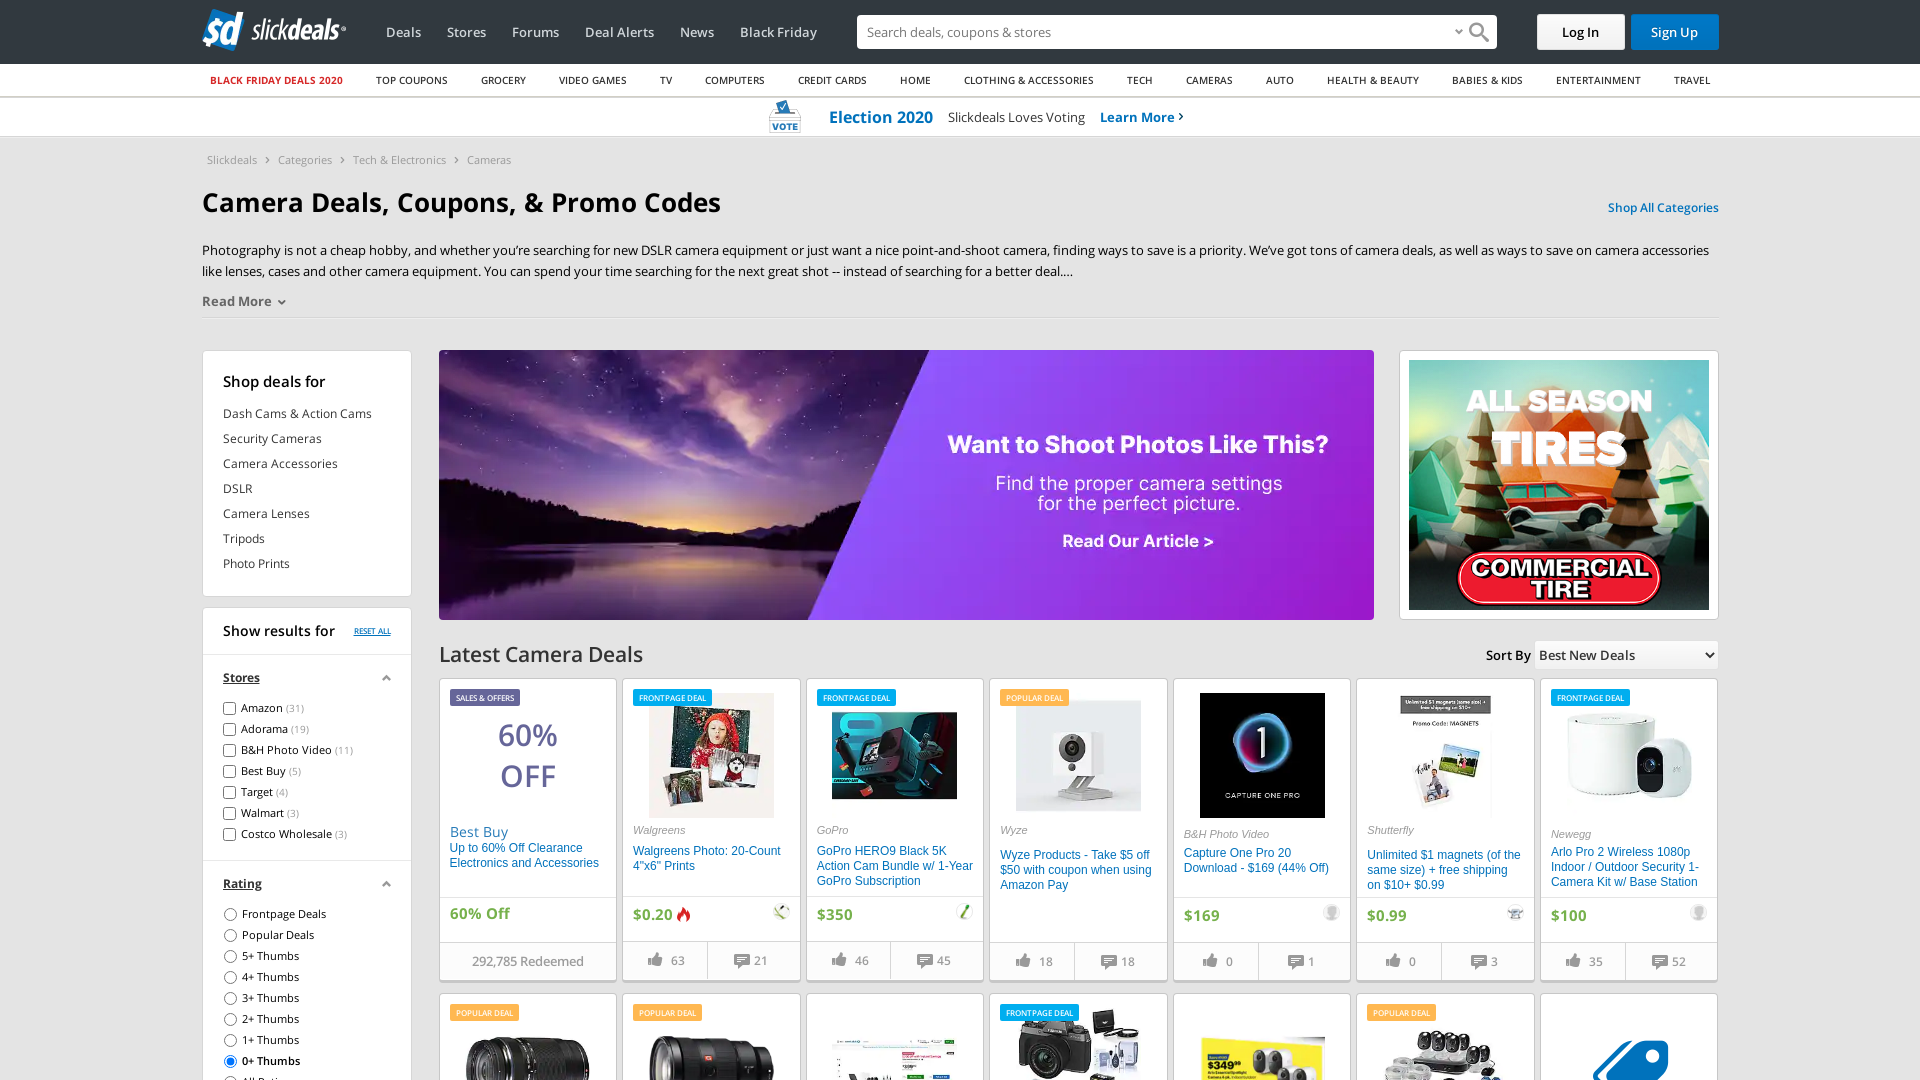 slickdeals
Deals
Stores
Forums
Deal Alerts
News
Black Friday
Search deals, coupons & stores
Log In
Sign Up
BLACK FRIDAY DEALS 2020
TOP COUPONS
GROCERY
VIDEO GAMES
TV
COMPUTERS
CREDIT CARDS
HOME
CLOTHING & ACCESSORIES
TECH
CAMERAS
AUTO
HEALTH & BEAUTY
BABIES & KIDS
ENTERTAINMENT
TRAVEL
VOTE
Election 2020
Slickdeals Loves Voting
Learn More
Slickdeals
Categories
Tech & Electronics
Cameras
Camera Deals, Coupons, & Promo Codes
Shop All Categories
Photography is not a cheap hobby, and whether you’re searching for new DSLR camera equipment or just want a nice point-and-shoot camera, finding ways to save is a priority. We’ve got tons of camera deals, as well as ways to save on camera accessories
like lenses, cases and other camera equipment. You can spend your time searching for the next great shot -- instead of searching for a better deal....
Read More
Shop deals for
Dash Cams & Action Cams
Security Cameras
Camera Accessories
DSLR
Camera Lenses
Tripods
Photo Prints
Show results for
RESET ALL
Stores
Amazon (31)
Adorama (19)
B&H Photo Video (11)
Best Buy (5)
Target (4)
Walmart (3)
Costco Wholesale (3)
Rating
Frontpage Deals
Popular Deals
5+ Thumbs
4+ Thumbs
3+ Thumbs
2+ Thumbs
1+ Thumbs
0+ Thumbs
Want to Shoot Photos Like This?
Find the proper camera settings
for the perfect picture.
Read Our Article >
ALL SEASON
TIRES
COMMERCIAL
TIRE
Latest Camera Deals
Sort By
Best New Deals
SALES & OFFERS
60%
OFF
Best Buy
Up to 60% Off Clearance
Electronics and Accessories
60% Off
292,785 Redeemed
FRONTPAGE DEAL
Walgreens
Walgreens Photo: 20-Count
4"x6" Prints
$0.20
63
21
FRONTPAGE DEAL
GoPro
GoPro HERO9 Black 5K
Action Cam Bundle w/ 1-Year
GoPro Subscription
$350
46
45
POPULAR DEAL
Wyze
Wyze Products - Take $5 off
$50 with coupon when using
Amazon Pay
18
18
1
CAPTURE ONE PRO
B&H Photo Video
Capture One Pro 20
Download - $169 (44% Off)
$169
0
1
Unlimited $1 magnets (same size) +
free shipping on $10+
Promo Code: MAGNETS
Shutterfly
Unlimited $1 magnets (of the
same size) + free shipping
on $10+ $0.99
$0.99
0
3
FRONTPAGE DEAL
Newegg
Arlo Pro 2 Wireless 1080p
Indoor / Outdoor Security 1-
Camera Kit w/ Base Station
$100
35
52
POPULAR DEAL
POPULAR DEAL
FRONTPAGE DEAL
$349
POPULAR DEAL